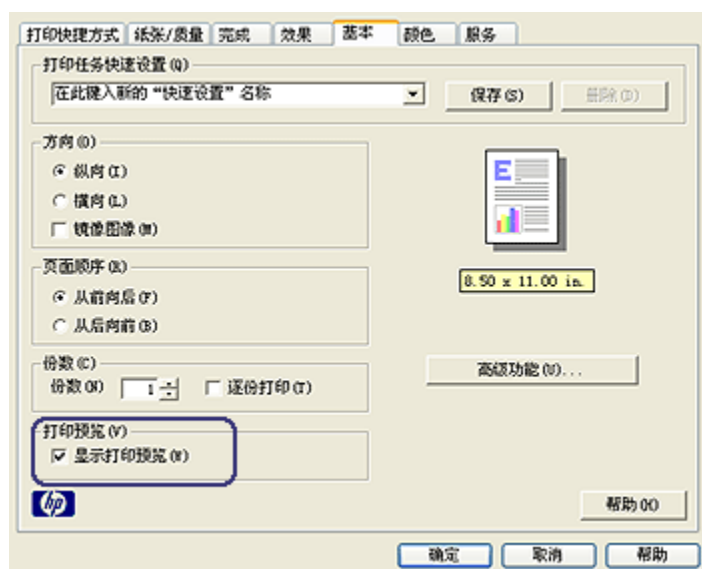 打印快捷方式 纸张/质量 完成 效果 基本 颜色 服务
打印任务快速设置(Q)
在此键入新的“快速设置”名称
保存(S) 删除(D)
方向(O)
纵向(I)
横向(L)
镜像图像(M)
E
8.50 x 11.00 in.
页面顺序(R)
从前向后(F)
从后向前(B)
份数(C)
份数(N) 1 逐份打印(T)
高级功能(U)...
打印预览(V)
显示打印预览(W)
hp
帮助(K)
确定 取消 帮助